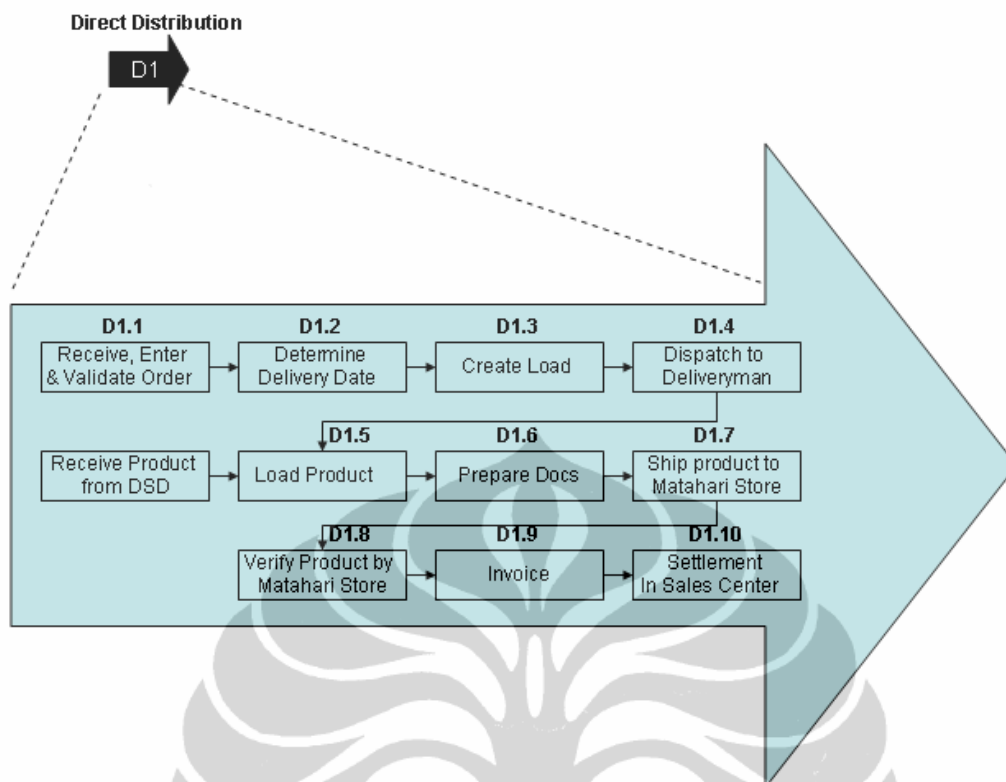 Direct Distribution
D1
D1.1
D1.2
D1.3
D1.4
Receive, Enter
& Validate Order
Determine
Delivery Date
Create Load
Dispatch to
Deliveryman
D1.5
D1.6
D1.7
Receive Product
from DSD
Load Product
Prepare Docs
Ship product to
Matahari Store
D1.8
D1.9
D1.10
Verify Product by
Matahari Store
Invoice
Settlement
In Sales Center